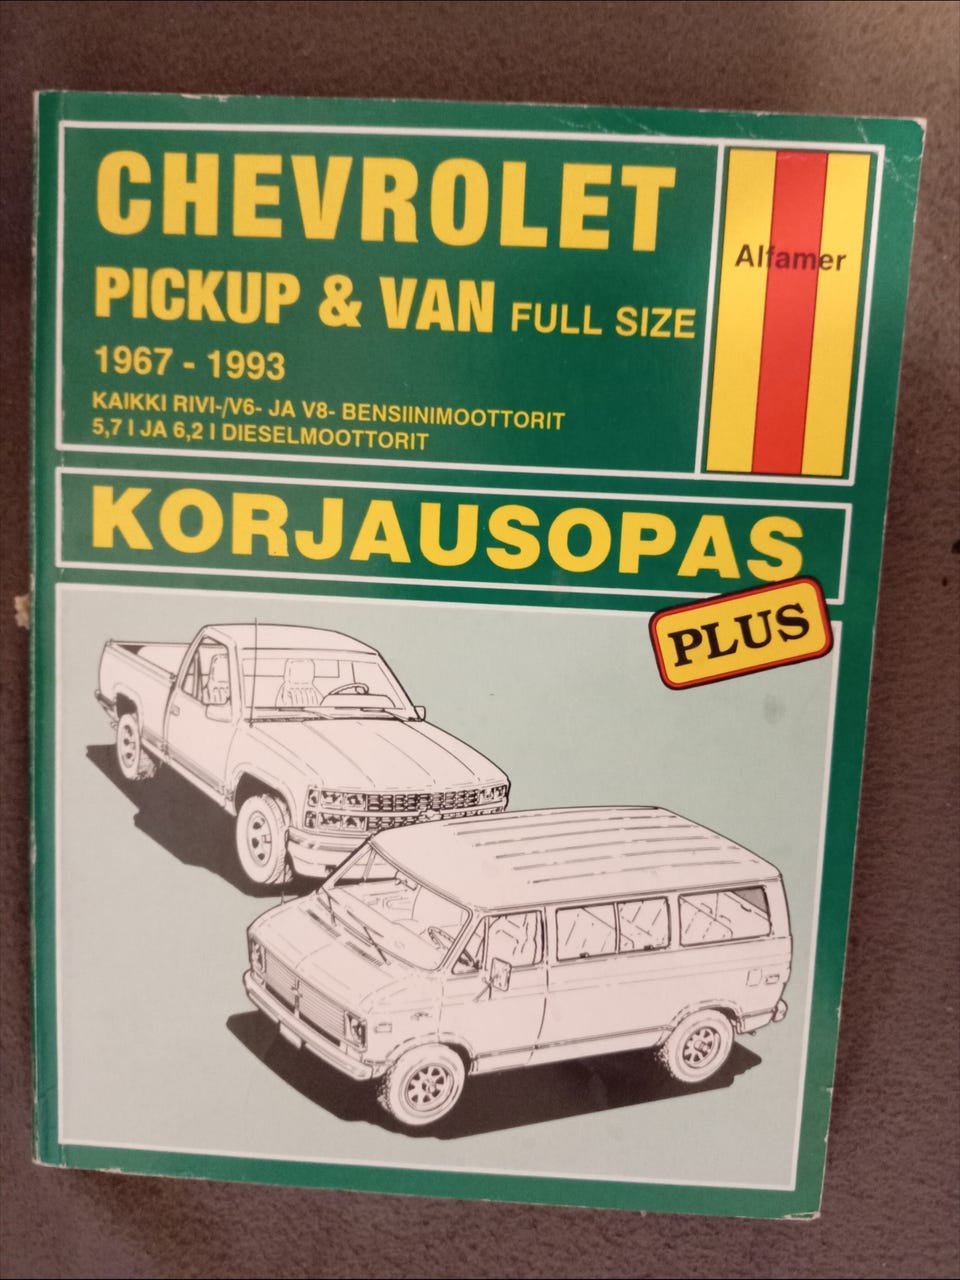 CHEVROLET
PICKUP & VAN FULL SIZE
1967 - 1993
KAIKKI RIVI-/V6- JA V8- BENSIINIMOOTTORIT
5,7 l JA 6,2 l DIESELMOOTTORIT
Alfamer
KORJAUSOPAS
PLUS